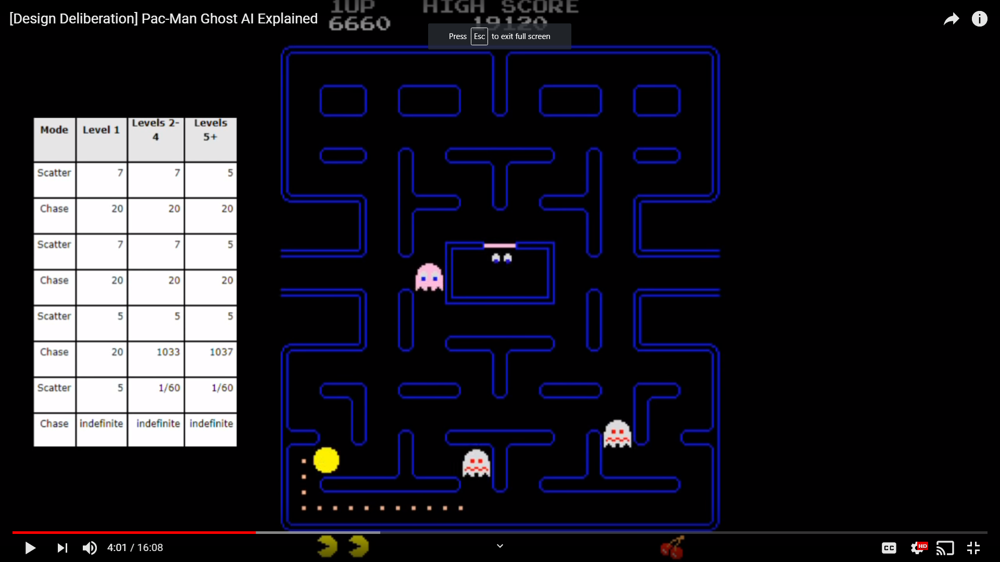 [Design Deliberation] Pac-Man Ghost AI Explained
1UP HIGH SCORE
6660 19120
Press Esc to exit full screen
Mode Level 1 Levels 2-4 Levels 5+
Scatter 7 7 5
Chase 20 20 20
Scatter 7 7 5
Chase 20 20 20
Scatter 5 5 5
Chase 20 1033 1037
Scatter 5 1/60 1/60
Chase indefinite indefinite indefinite
4:01 / 16:08
CC HD